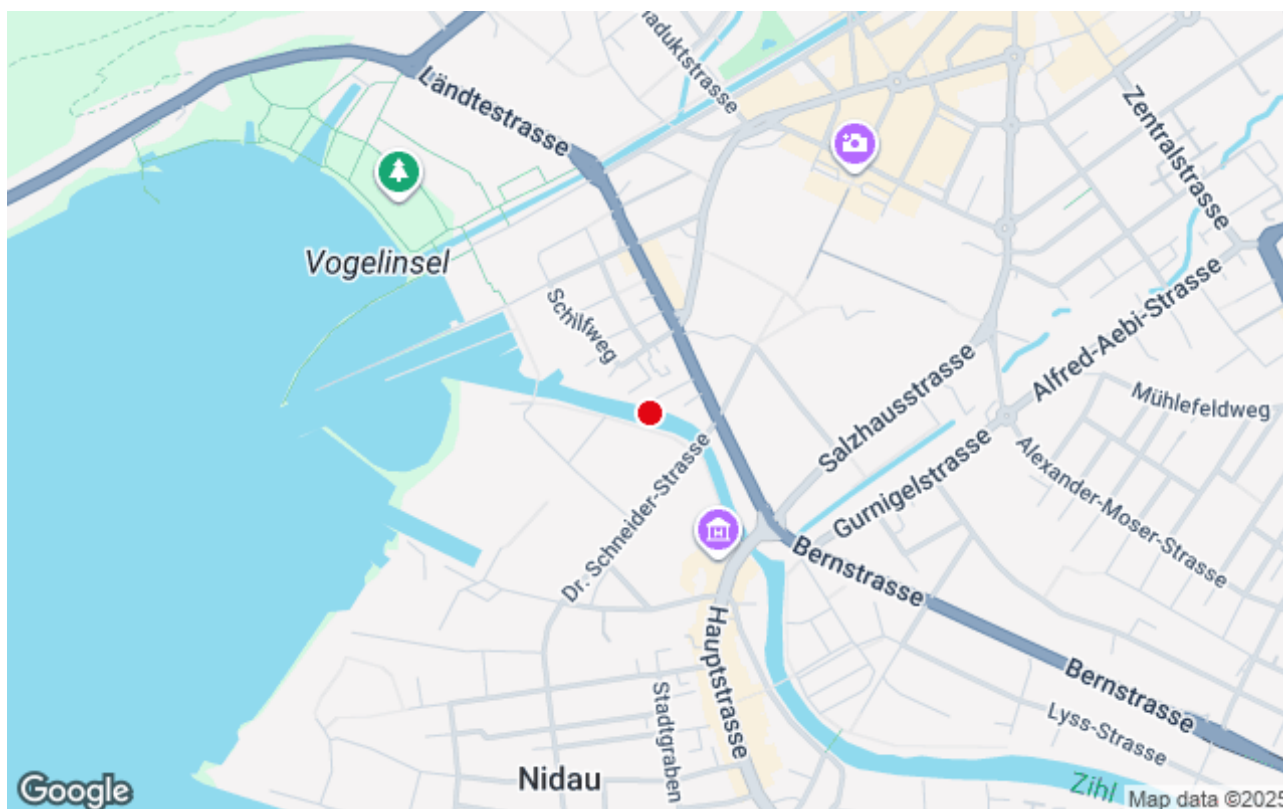 aduktstrasse
Ländtestrasse
Zentralstrasse
Vogelinsel
Schilfweg
Alfred-Aebi-Strasse
Mühlefeldweg
Salzhausstrasse
Gurnigelstrasse
Alexander-Moser-Strasse
Dr. Schneider-Strasse
H
Bernstrasse
Hauptstrasse
Bernstrasse
Stadtgraben
Lyss-Strasse
Nidau
Zihl
Google
Map data ©2025